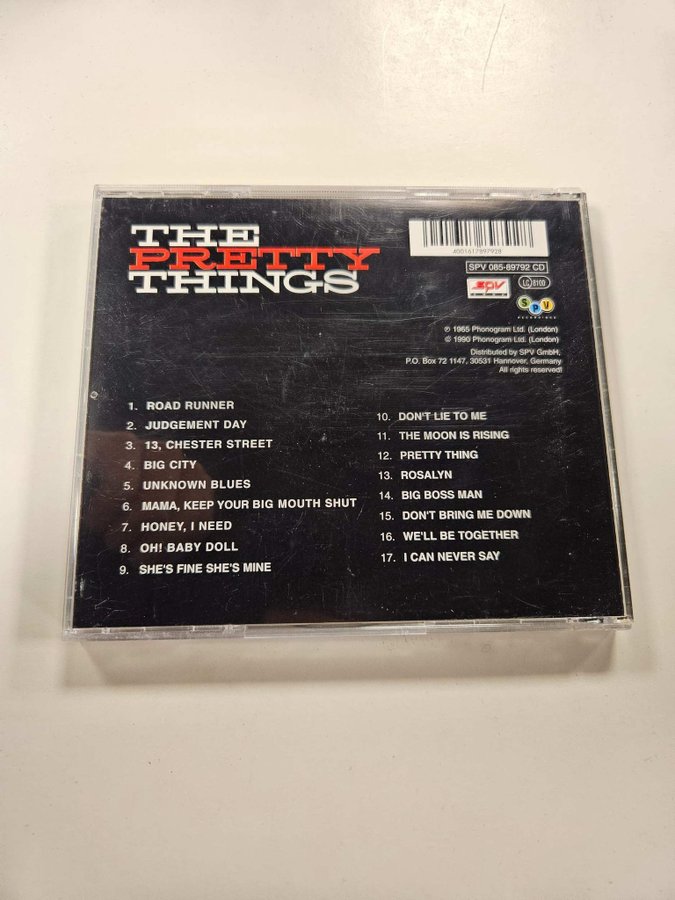 THE
PRETTY
THINGS
4001617897928
SPV 085-89792 CD
spv
LC 8100
SPV
RECORDINGS
℗ 1965 Phonogram Ltd. (London)
© 1990 Phonogram Ltd. (London)
Distributed by SPV GmbH,
P.O. Box 72 1147, 30531 Hannover, Germany
All rights reserved!
1. ROAD RUNNER
2. JUDGEMENT DAY
3. 13, CHESTER STREET
4. BIG CITY
5. UNKNOWN BLUES
6. MAMA, KEEP YOUR BIG MOUTH SHUT
7. HONEY, I NEED
8. OH! BABY DOLL
9. SHE'S FINE SHE'S MINE
10. DON'T LIE TO ME
11. THE MOON IS RISING
12. PRETTY THING
13. ROSALYN
14. BIG BOSS MAN
15. DON'T BRING ME DOWN
16. WE'LL BE TOGETHER
17. I CAN NEVER SAY